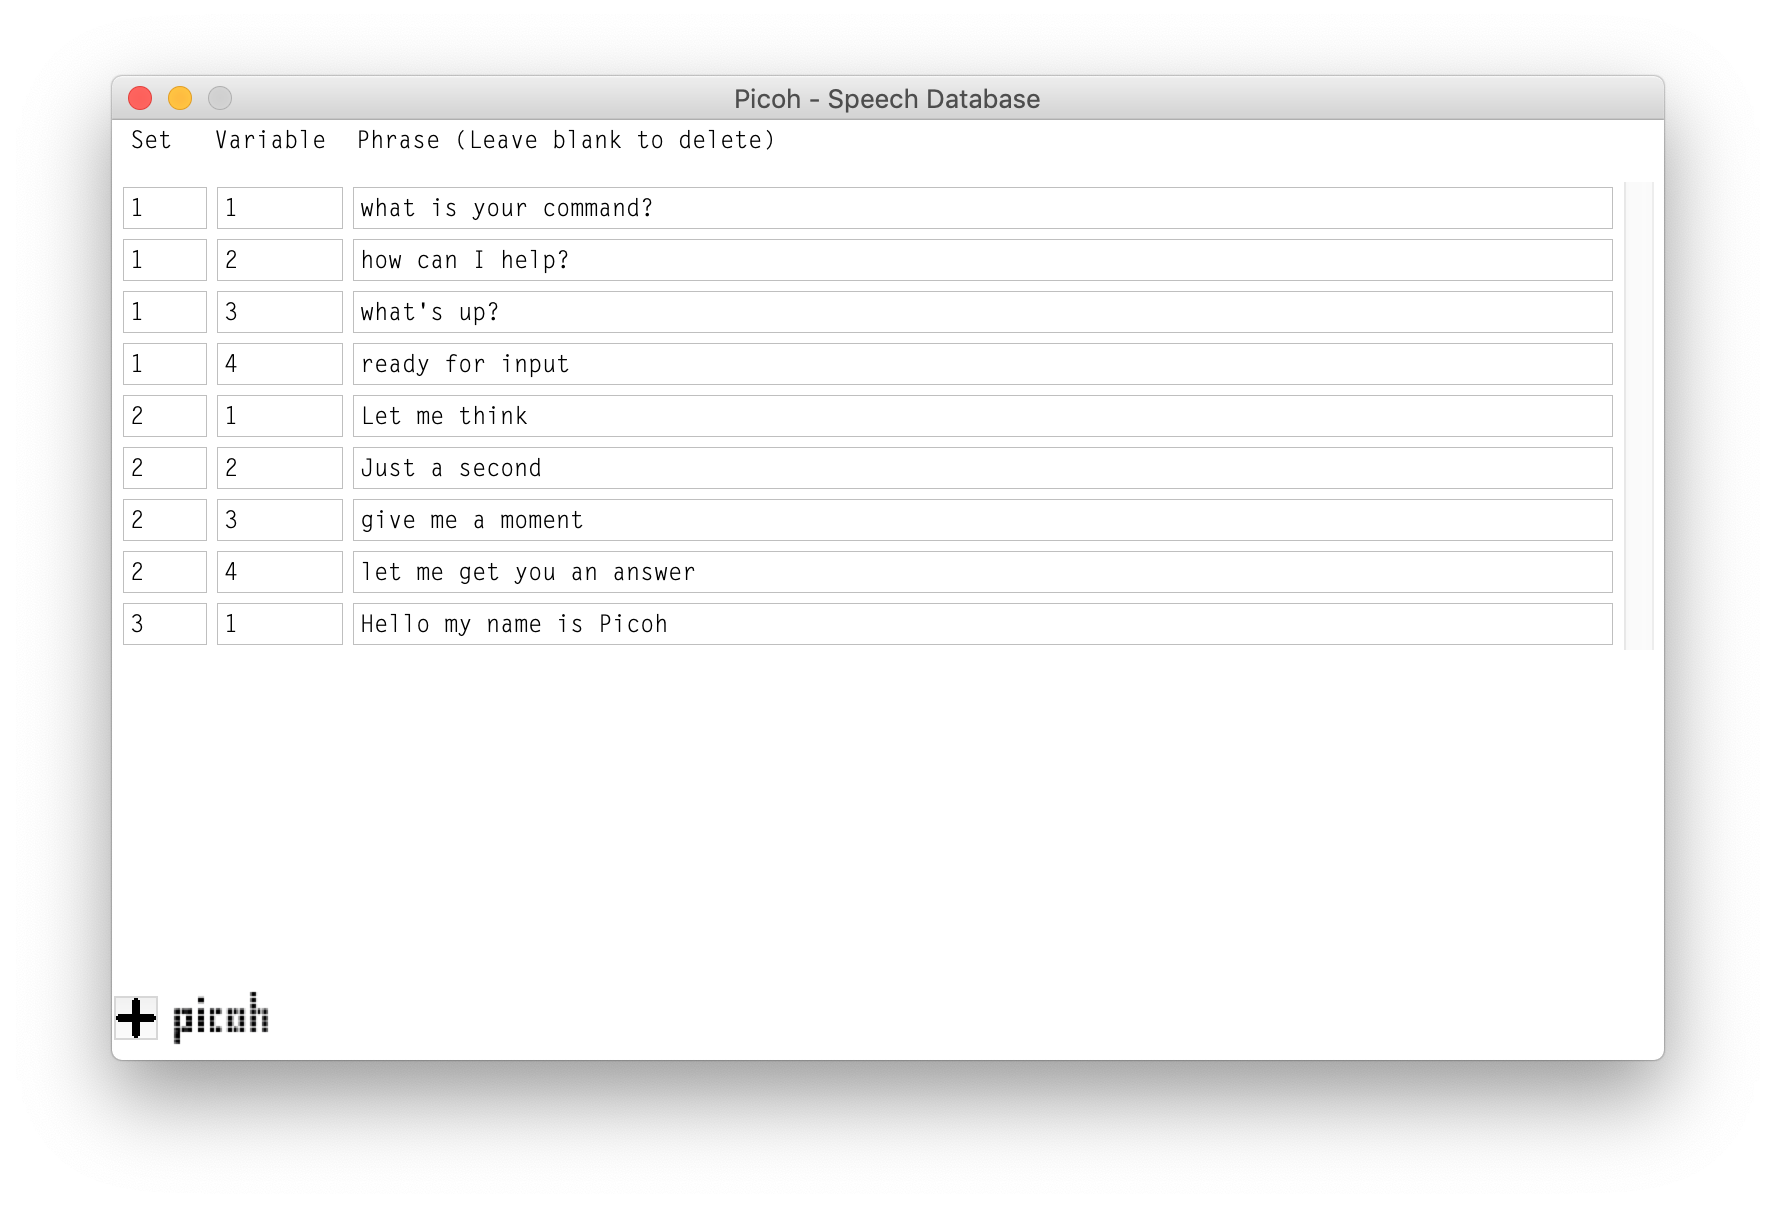 Picoh - Speech Database
Set Variable Phrase (Leave blank to delete)
1 1 what is your command?
1 2 how can I help?
1 3 what's up?
1 4 ready for input
2 1 Let me think
2 2 Just a second
2 3 give me a moment
2 4 let me get you an answer
3 1 Hello my name is Picoh
picoh